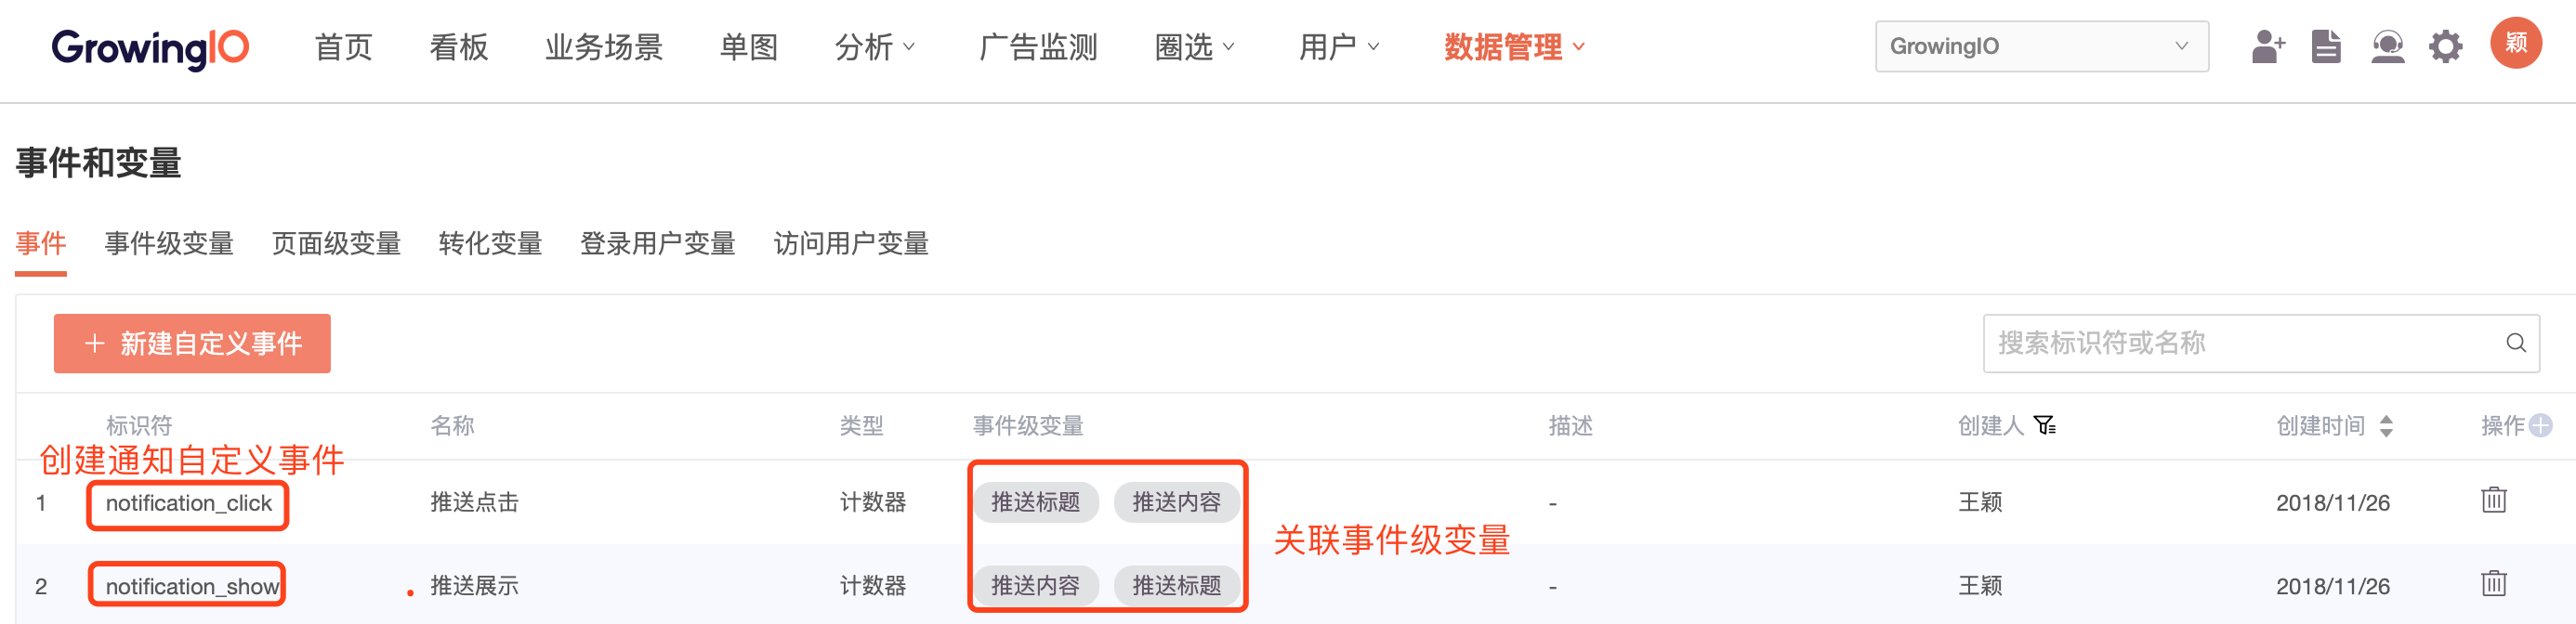 GrowingIO 首页 看板 业务场景 单图 分析 广告监测 圈选 用户 数据管理 GrowingIO 颖
事件和变量
事件 事件级变量 页面级变量 转化变量 登录用户变量 访问用户变量
+ 新建自定义事件 搜索标识符或名称
标识符 名称 类型 事件级变量 描述 创建人 创建时间 操作
创建通知自定义事件
1 notification_click 推送点击 计数器 推送标题 推送内容 - 王颖 2018/11/26
关联事件级变量
2 notification_show 推送展示 计数器 推送内容 推送标题 - 王颖 2018/11/26